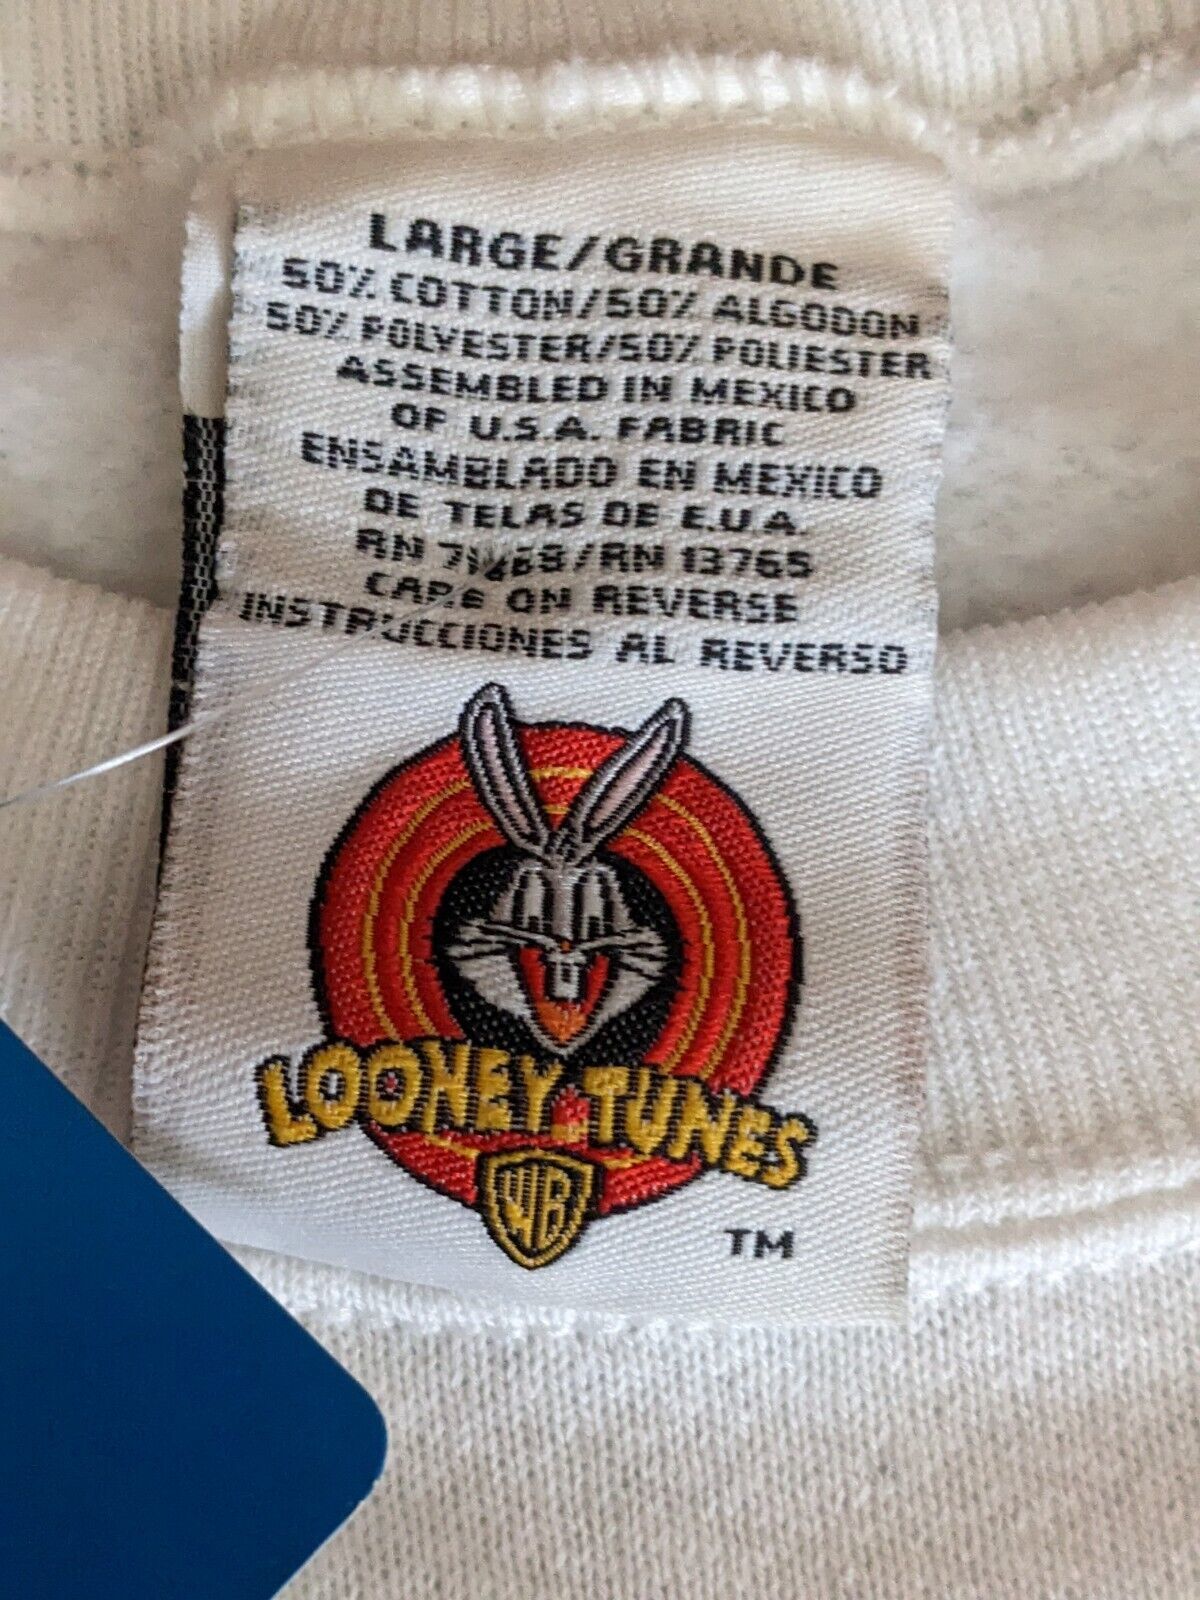 LARGE/GRANDE
50% COTTON/50% ALGODON
50% POLYESTER/50% POLIESTER
ASSEMBLED IN MEXICO
OF U.S.A. FABRIC
ENSAMBLADO EN MEXICO
DE TELAS DE E.U.A.
RN /RN 13765
CARE ON REVERSE
INSTRUCCIONES AL REVERSO
LOONEY TUNES
WB
TM